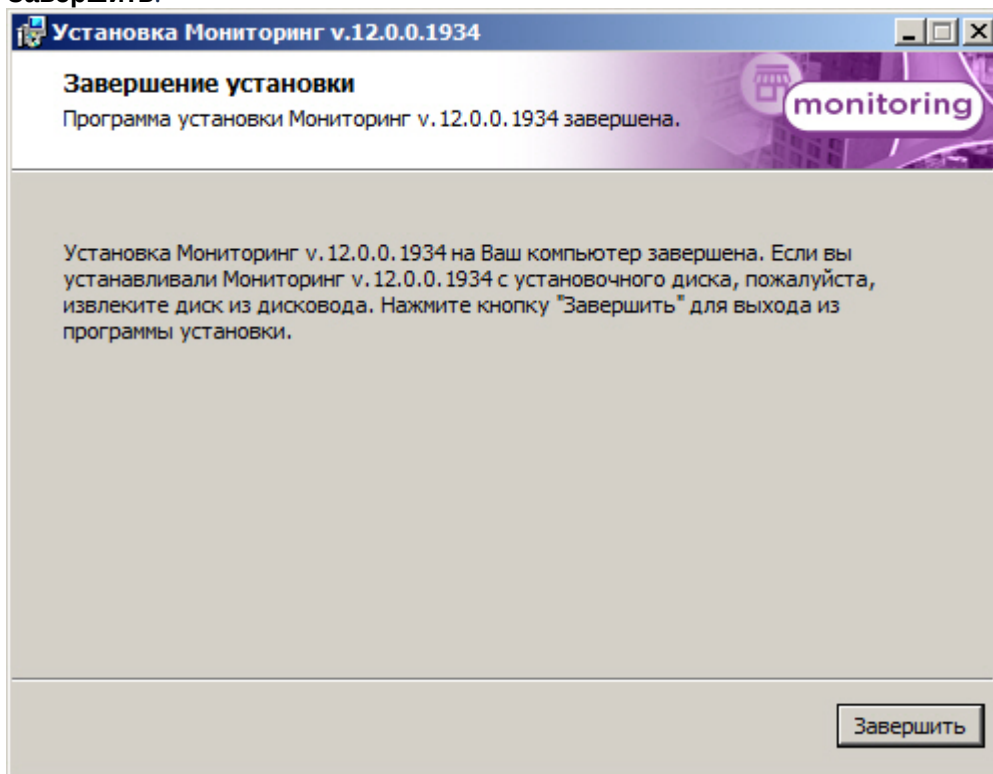 Завершить.
Установка Мониторинг v.12.0.0.1934
Завершение установки
Программа установки Мониторинг v.12.0.0.1934 завершена.
monitoring
Установка Мониторинг v.12.0.0.1934 на Ваш компьютер завершена. Если вы
устанавливали Мониторинг v.12.0.0.1934 с установочного диска, пожалуйста,
извлеките диск из дисковода. Нажмите кнопку "Завершить" для выхода из
программы установки.
Завершить